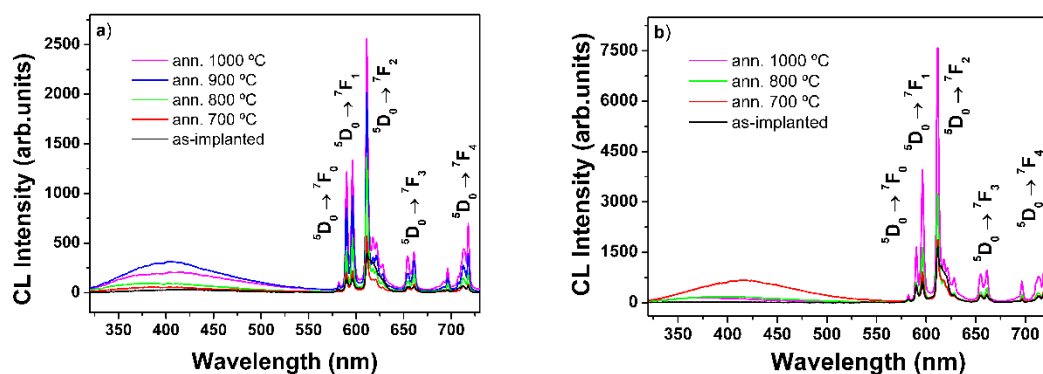 a)
CL Intensity (arb.units)
2500
2000
1500
1000
500
0
ann. 1000 ºC
ann. 900 ºC
ann. 800 ºC
ann. 700 ºC
as-implanted
⁵D₀→⁷F₀
⁵D₀→⁷F₁
⁵D₀→⁷F₂
⁵D₀→⁷F₃
⁵D₀→⁷F₄
350 400 450 500 550 600 650 700
Wavelength (nm)
b)
CL Intensity (arb.units)
7500
6000
4500
3000
1500
0
ann. 1000 ºC
ann. 800 ºC
ann. 700 ºC
as-implanted
⁵D₀→⁷F₀
⁵D₀→⁷F₁
⁵D₀→⁷F₂
⁵D₀→⁷F₃
⁵D₀→⁷F₄
350 400 450 500 550 600 650 700
Wavelength (nm)